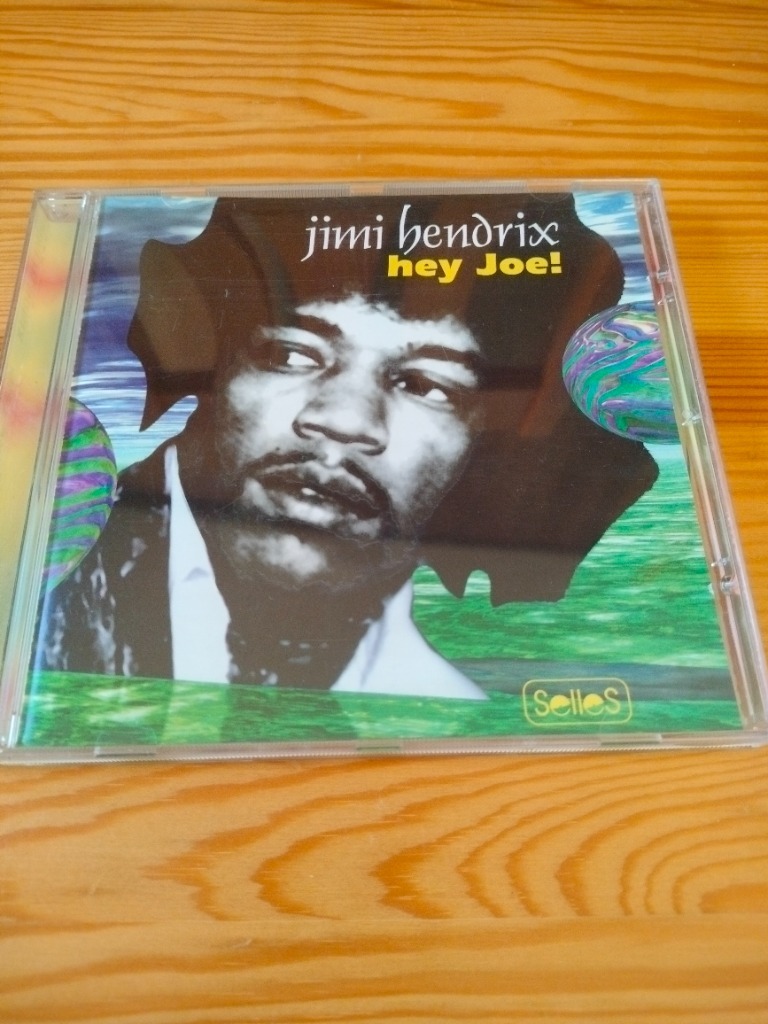 jimi hendrix
hey Joe!
SelleS